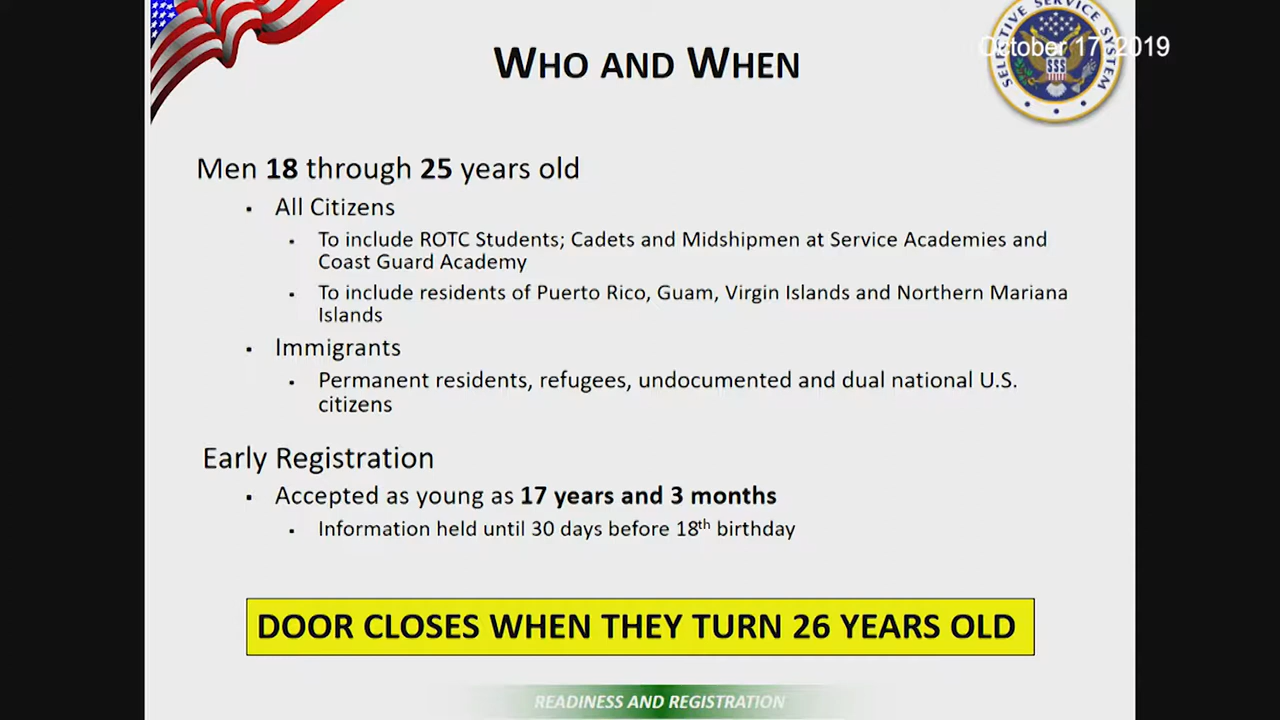 WHO AND WHEN
October 17, 2019
SELECTIVE SERVICE SYSTEM
SSS
Men 18 through 25 years old
▪ All Citizens
▪ To include ROTC Students; Cadets and Midshipmen at Service Academies and
Coast Guard Academy
▪ To include residents of Puerto Rico, Guam, Virgin Islands and Northern Mariana
Islands
▪ Immigrants
▪ Permanent residents, refugees, undocumented and dual national U.S.
citizens
Early Registration
▪ Accepted as young as 17 years and 3 months
▪ Information held until 30 days before 18th birthday
DOOR CLOSES WHEN THEY TURN 26 YEARS OLD
READINESS AND REGISTRATION